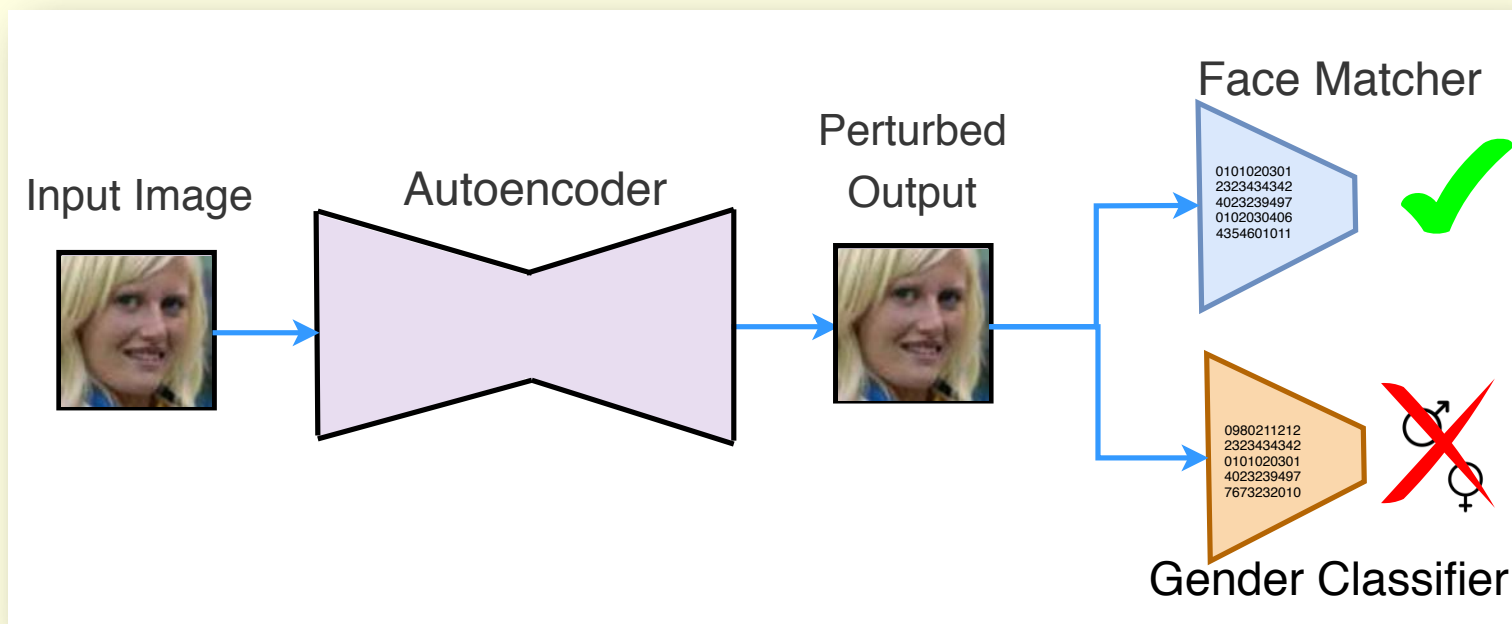 Input Image
Autoencoder
Perturbed
Output
Face Matcher
0101020301
2323434342
4023239497
0102030406
4354601011
0980211212
2323434342
0101020301
4023239497
7673232010
Gender Classifier